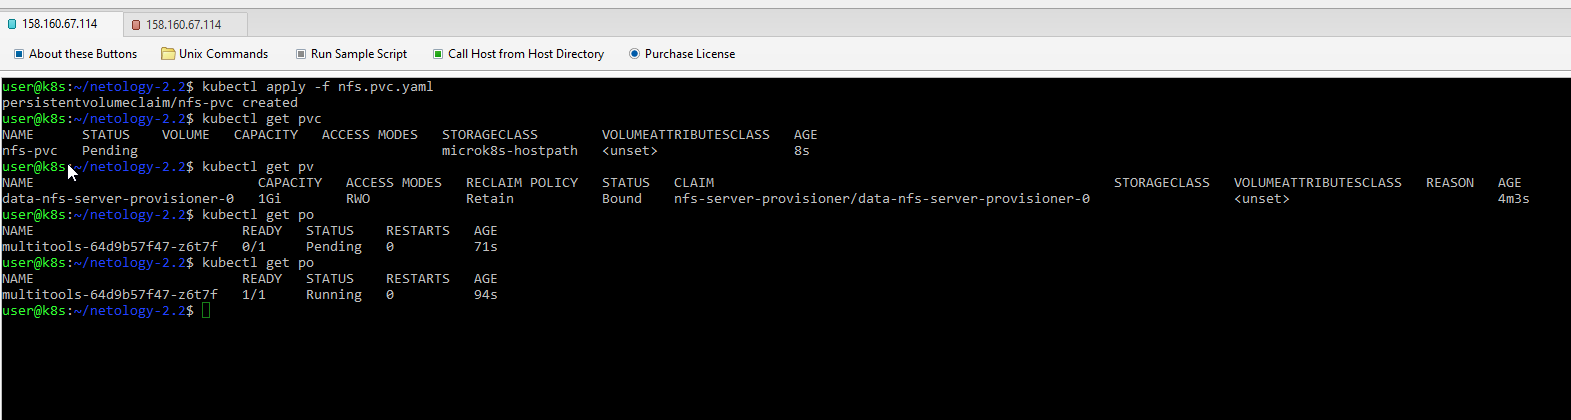 158.160.67.114 158.160.67.114
About these Buttons Unix Commands Run Sample Script Call Host from Host Directory Purchase License
user@k8s:~/netology-2.2$ kubectl apply -f nfs.pvc.yaml
persistentvolumeclaim/nfs-pvc created
user@k8s:~/netology-2.2$ kubectl get pvc
NAME STATUS VOLUME CAPACITY ACCESS MODES STORAGECLASS VOLUMEATTRIBUTESCLASS AGE
nfs-pvc Pending microk8s-hostpath <unset> 8s
user@k8s:~/netology-2.2$ kubectl get pv
NAME CAPACITY ACCESS MODES RECLAIM POLICY STATUS CLAIM STORAGECLASS VOLUMEATTRIBUTESCLASS REASON AGE
data-nfs-server-provisioner-0 1Gi RWO Retain Bound nfs-server-provisioner/data-nfs-server-provisioner-0 <unset> 4m3s
user@k8s:~/netology-2.2$ kubectl get po
NAME READY STATUS RESTARTS AGE
multitools-64d9b57f47-z6t7f 0/1 Pending 0 71s
user@k8s:~/netology-2.2$ kubectl get po
NAME READY STATUS RESTARTS AGE
multitools-64d9b57f47-z6t7f 1/1 Running 0 94s
user@k8s:~/netology-2.2$